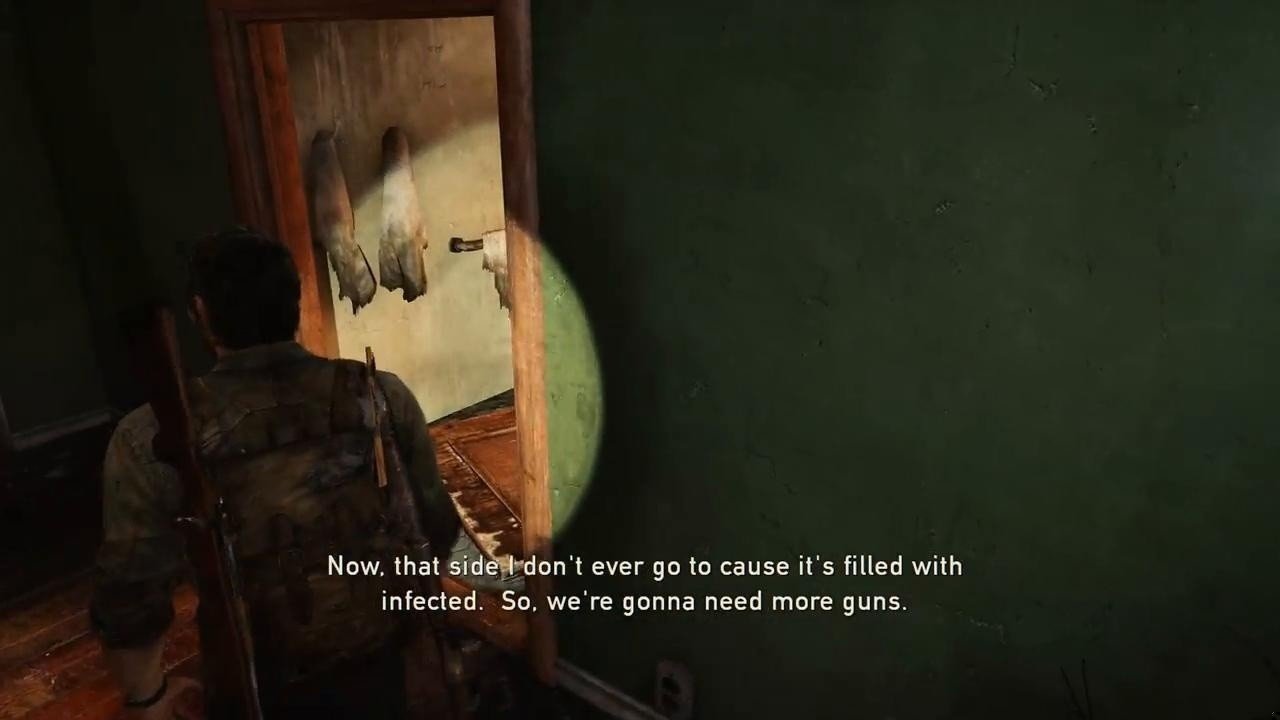 Now, that side I don't ever go to cause it's filled with
infected.  So, we're gonna need more guns.